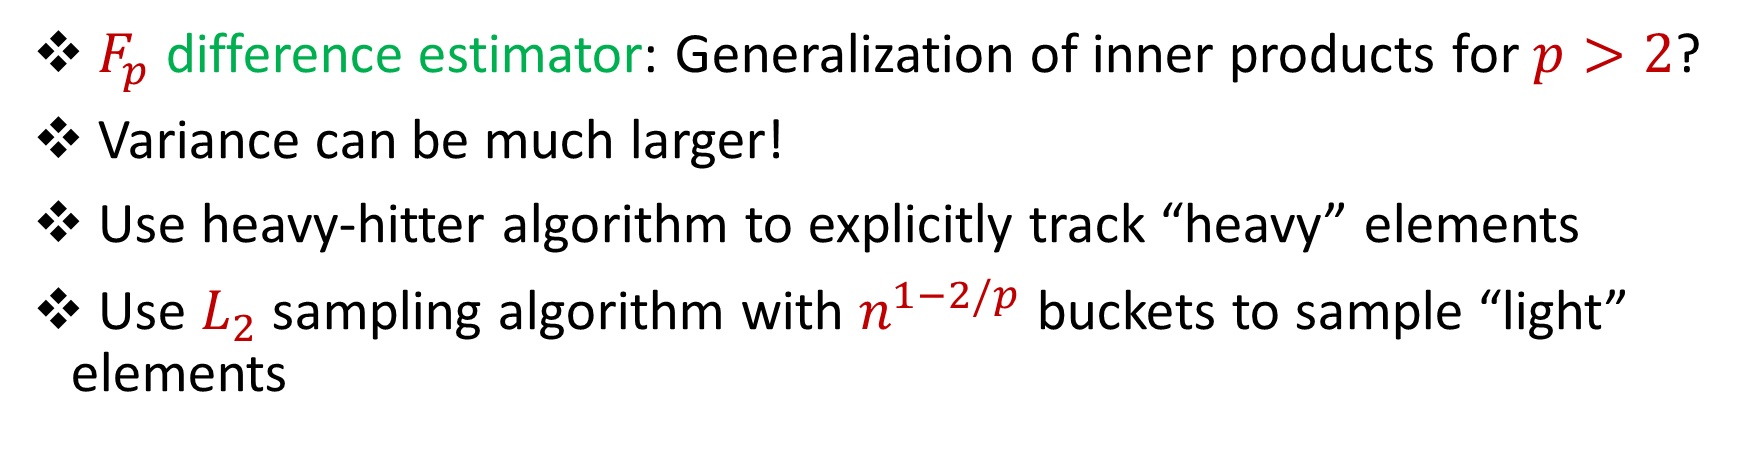 ❖ F_p difference estimator: Generalization of inner products for p > 2?
❖ Variance can be much larger!
❖ Use heavy-hitter algorithm to explicitly track “heavy” elements
❖ Use L_2 sampling algorithm with n^{1−2/p} buckets to sample “light”
elements